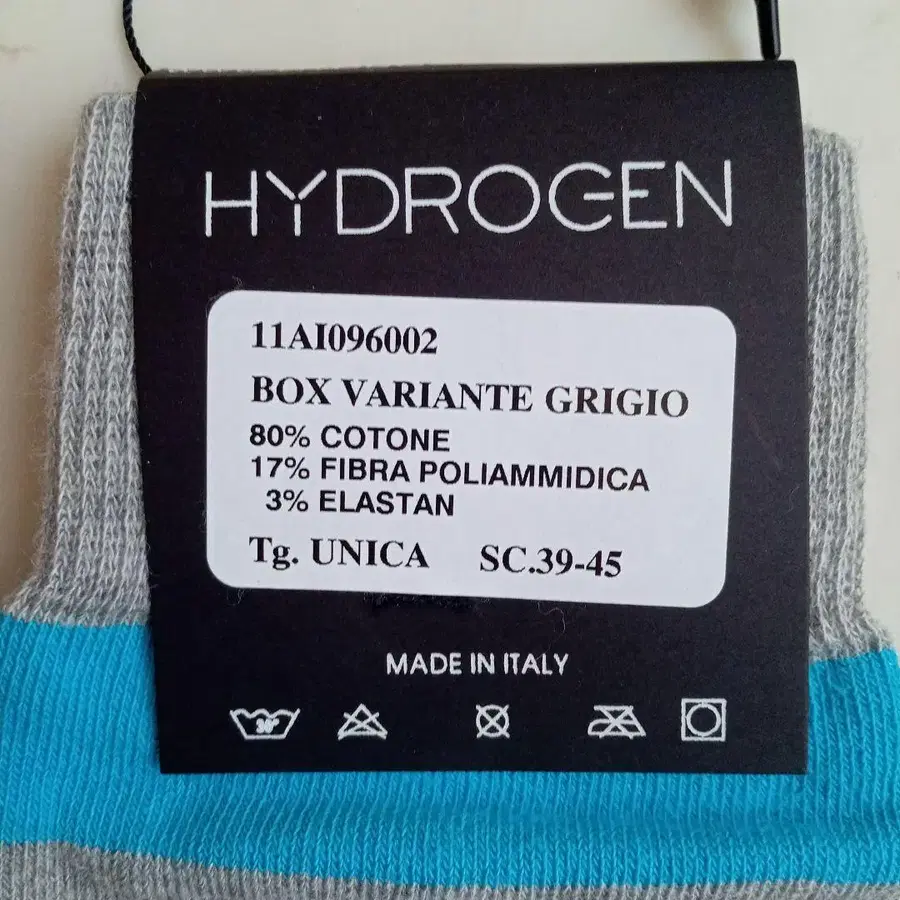 HYDROGEN
11AI096002
BOX VARIANTE GRIGIO
80% COTONE
17% FIBRA POLIAMMIDICA
3% ELASTAN
Tg. UNICA SC.39-45
MADE IN ITALY
30°